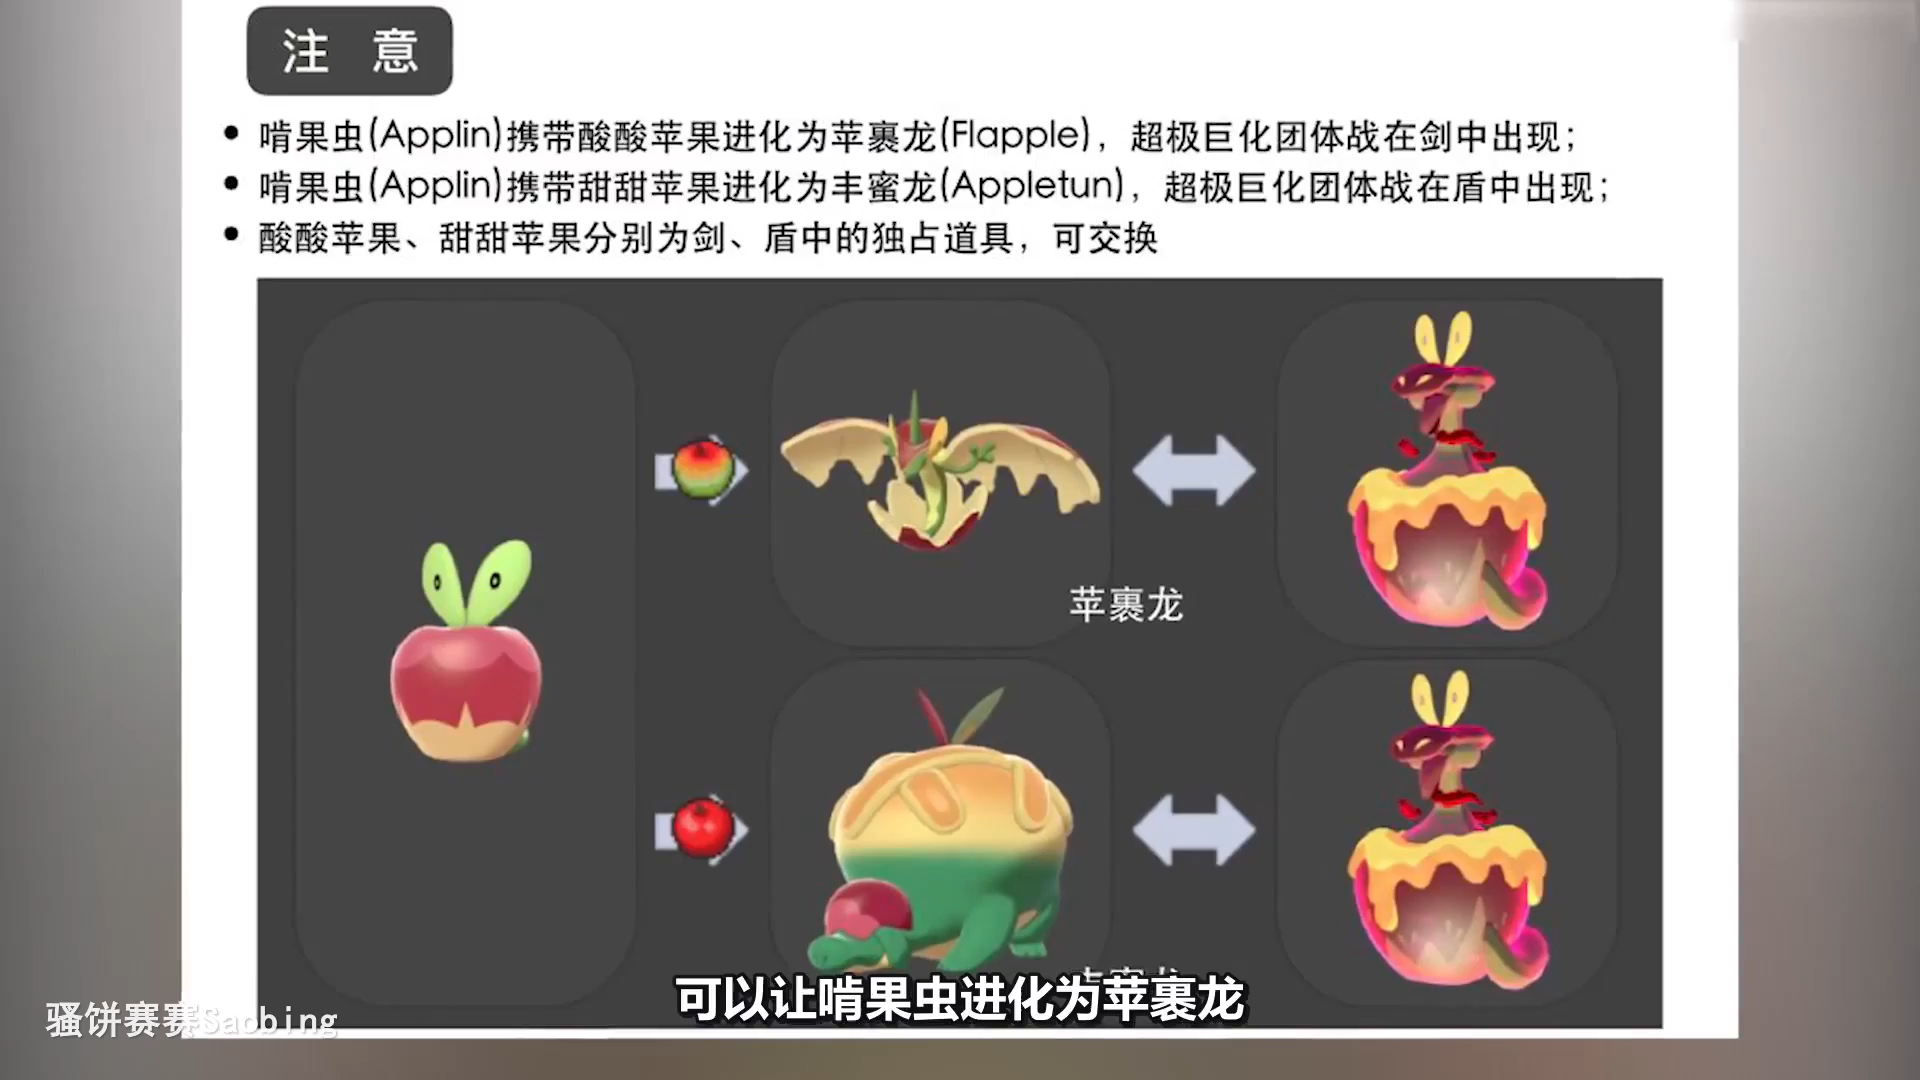 注 意
• 啃果虫(Applin)携带酸酸苹果进化为苹裹龙(Flapple)，超极巨化团体战在剑中出现；
• 啃果虫(Applin)携带甜甜苹果进化为丰蜜龙(Appletun)，超极巨化团体战在盾中出现；
• 酸酸苹果、甜甜苹果分别为剑、盾中的独占道具，可交换
苹裹龙
可以让啃果虫进化为苹裹龙
骚饼赛赛Saobing